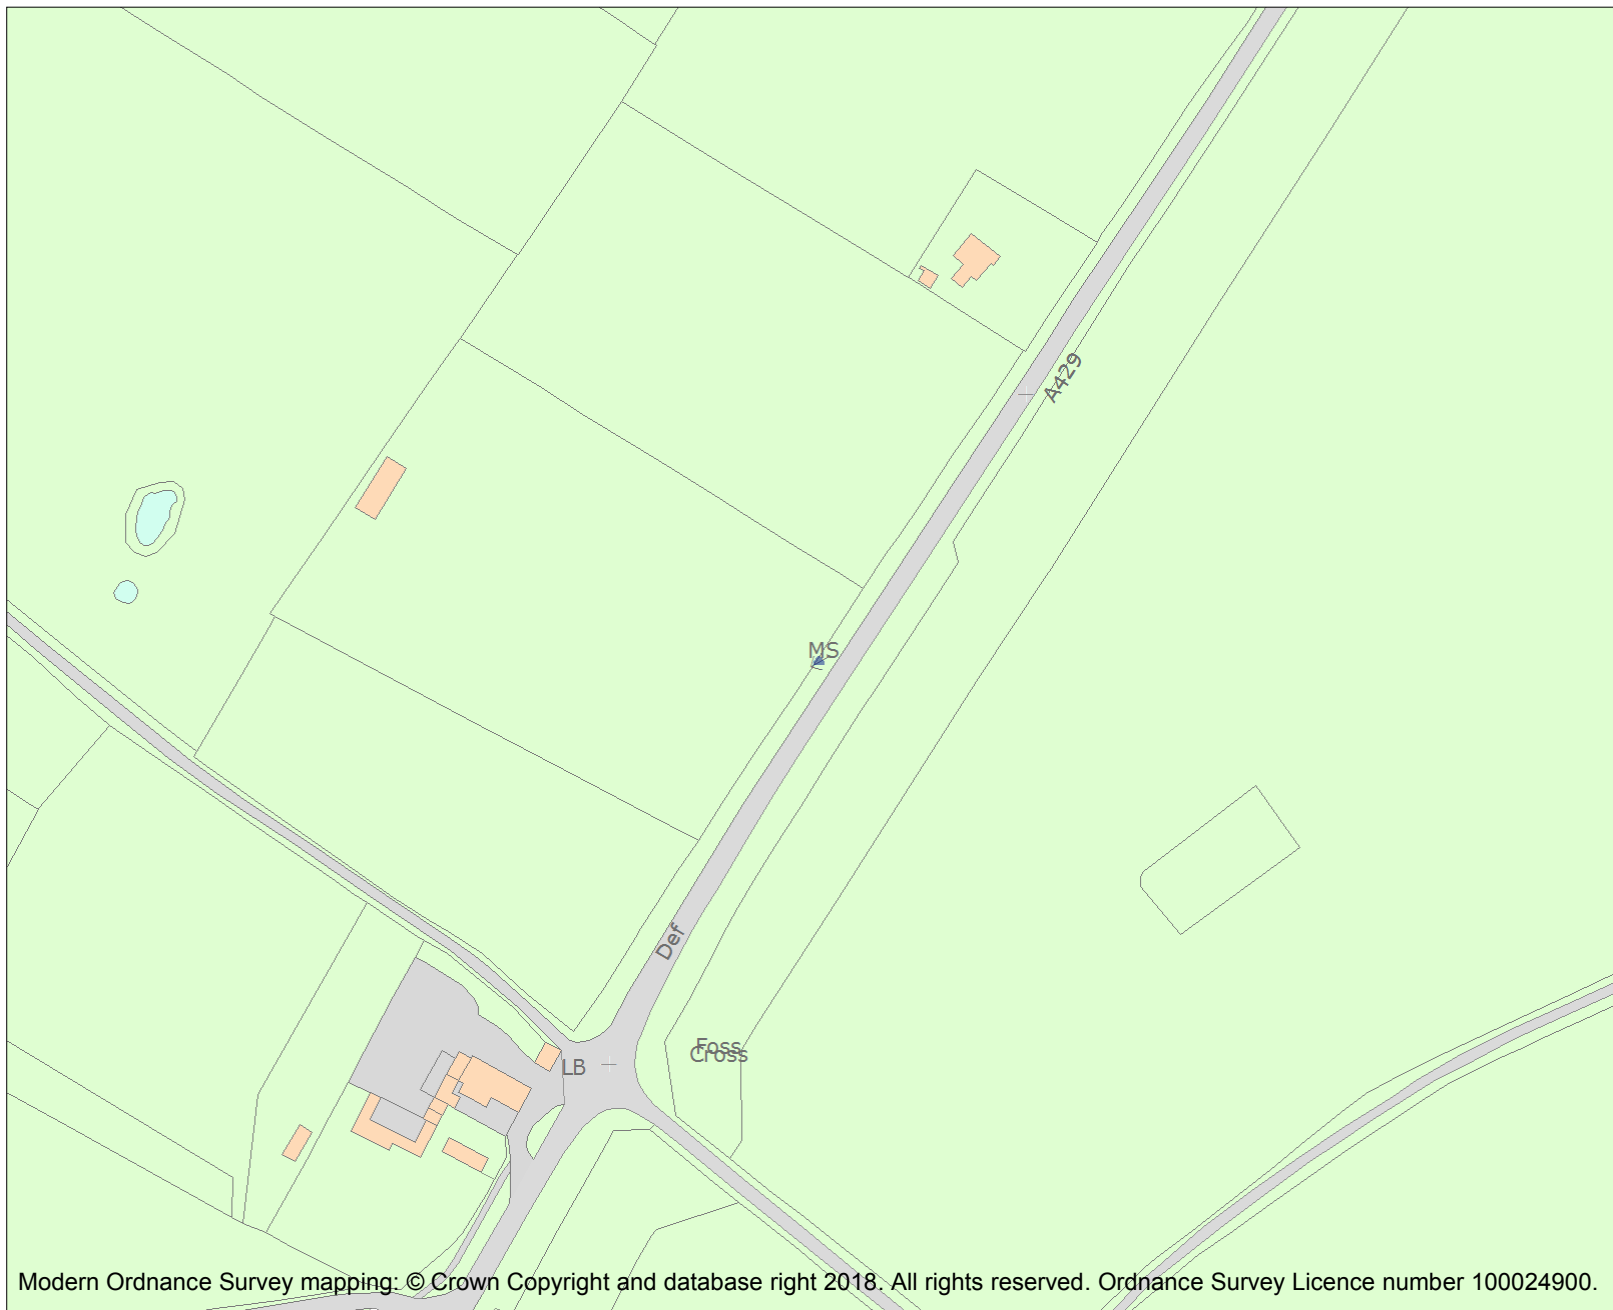 A429
MS
Def
Foss
Cross
LB
Modern Ordnance Survey mapping: © Crown Copyright and database right 2018. All rights reserved. Ordnance Survey Licence number 100024900.